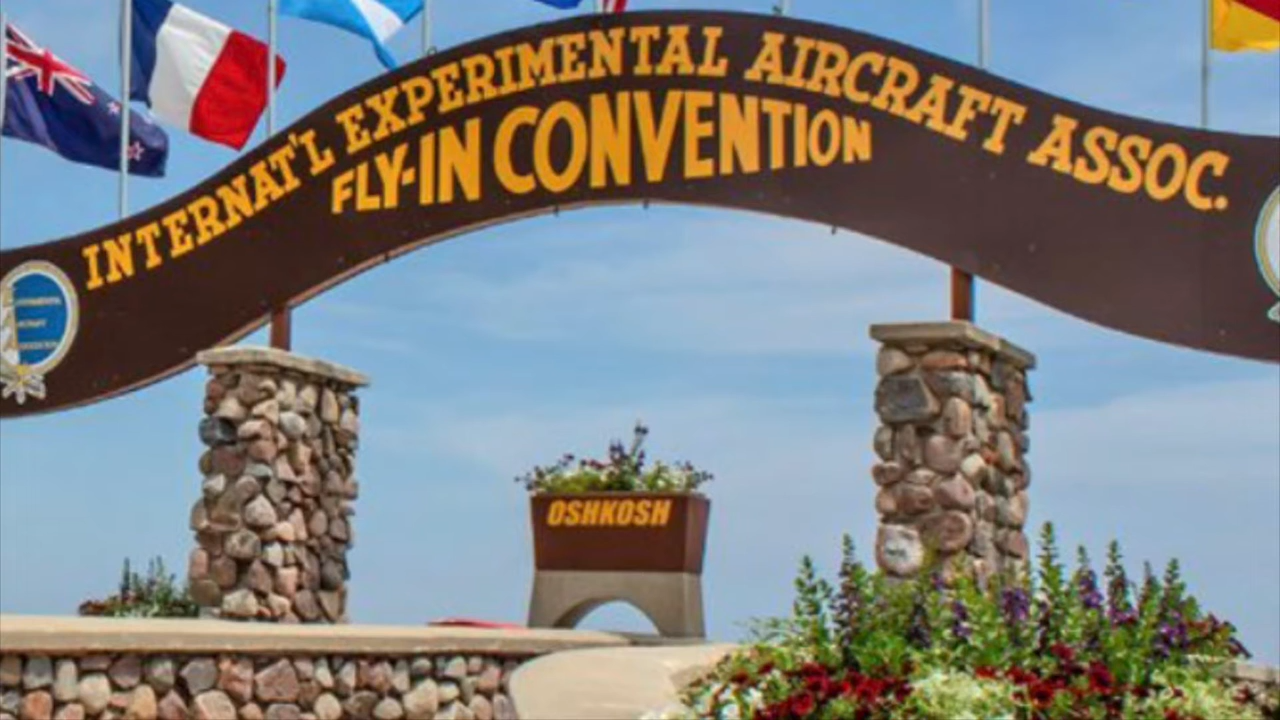 INTERNAT'L EXPERIMENTAL AIRCRAFT ASSOC.
FLY-IN CONVENTION
OSHKOSH